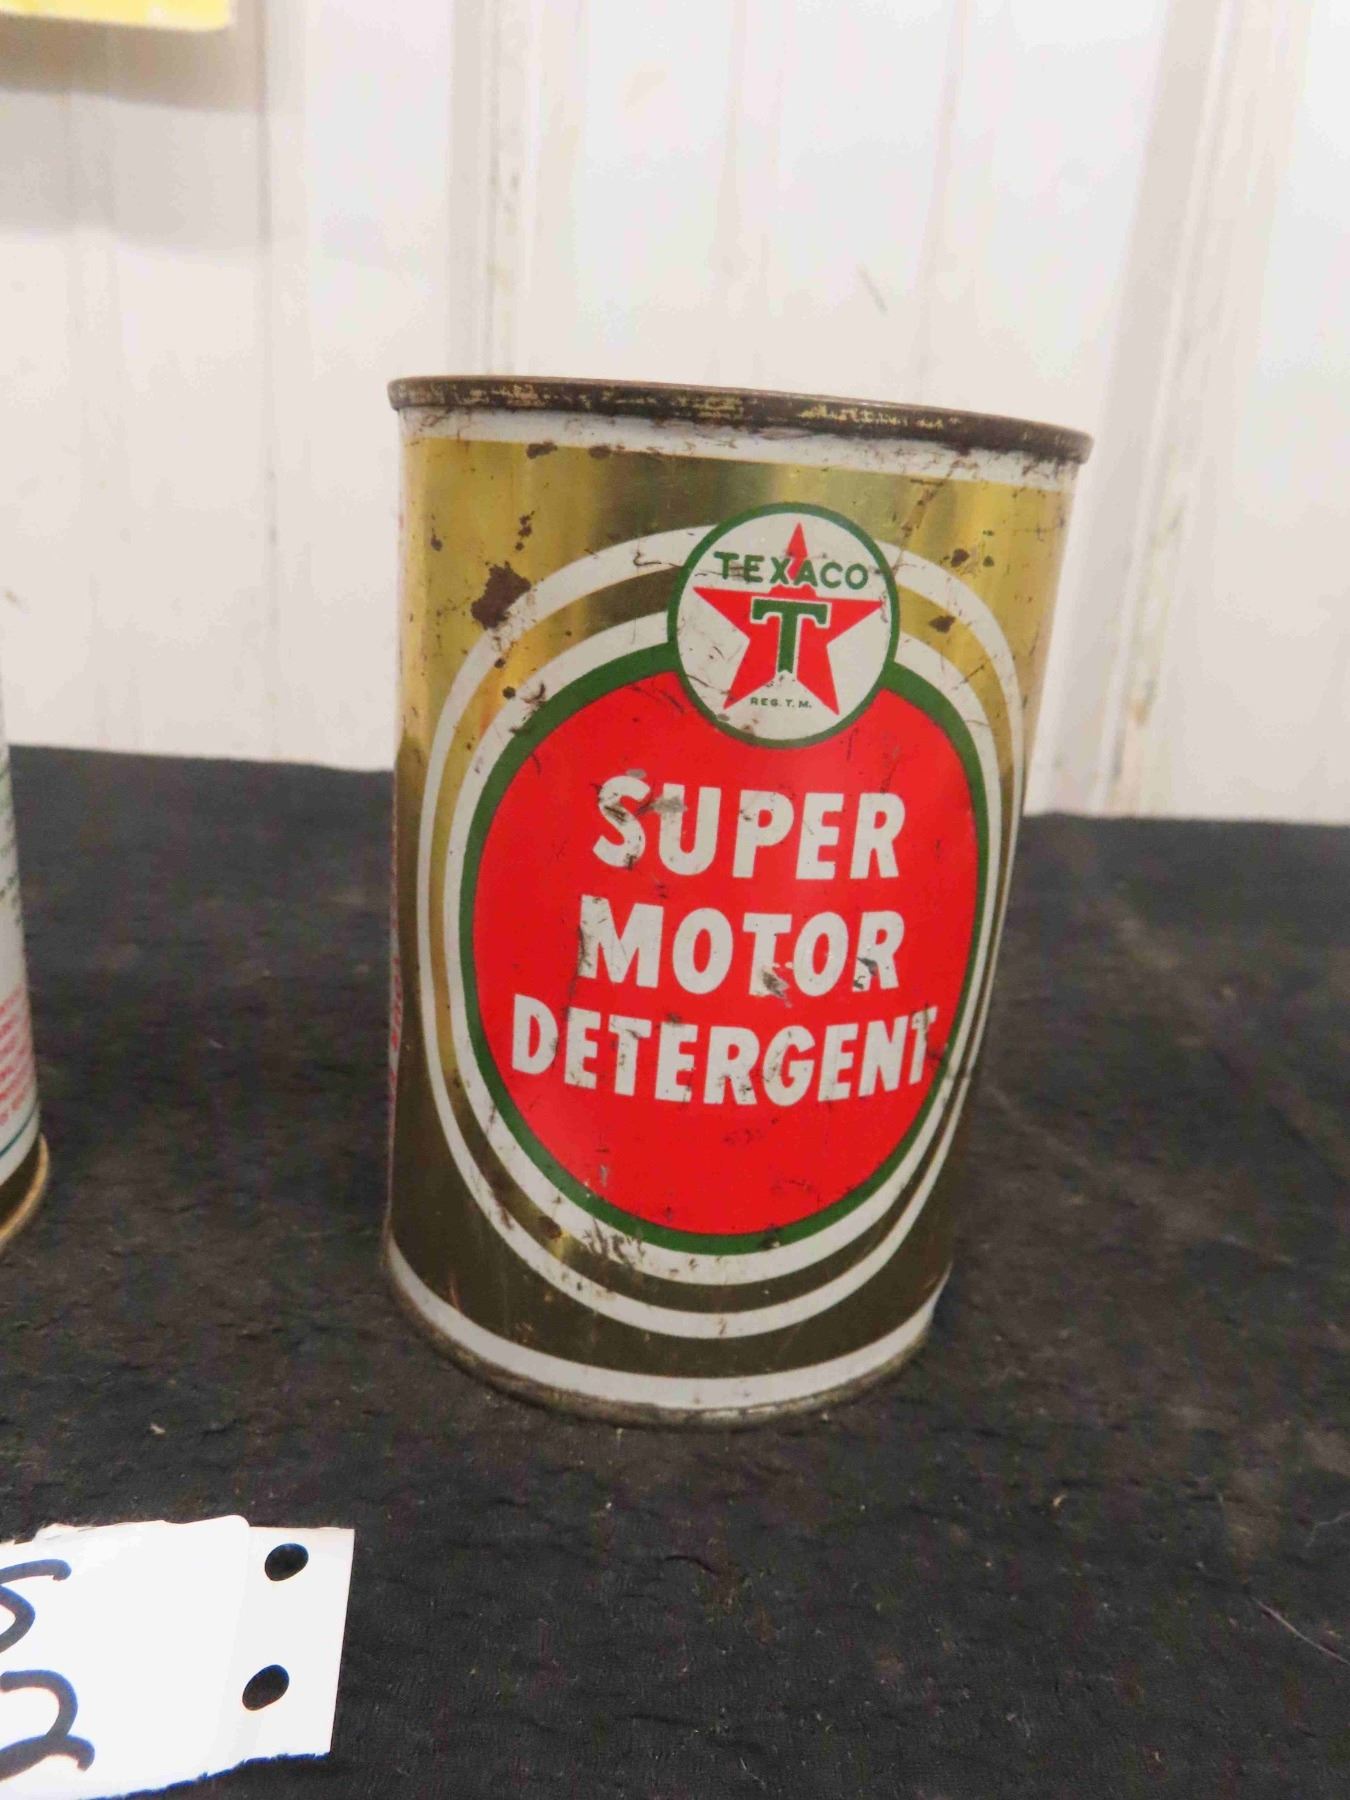 TEXACO
T
REG. T. M.
SUPER
MOTOR
DETERGENT